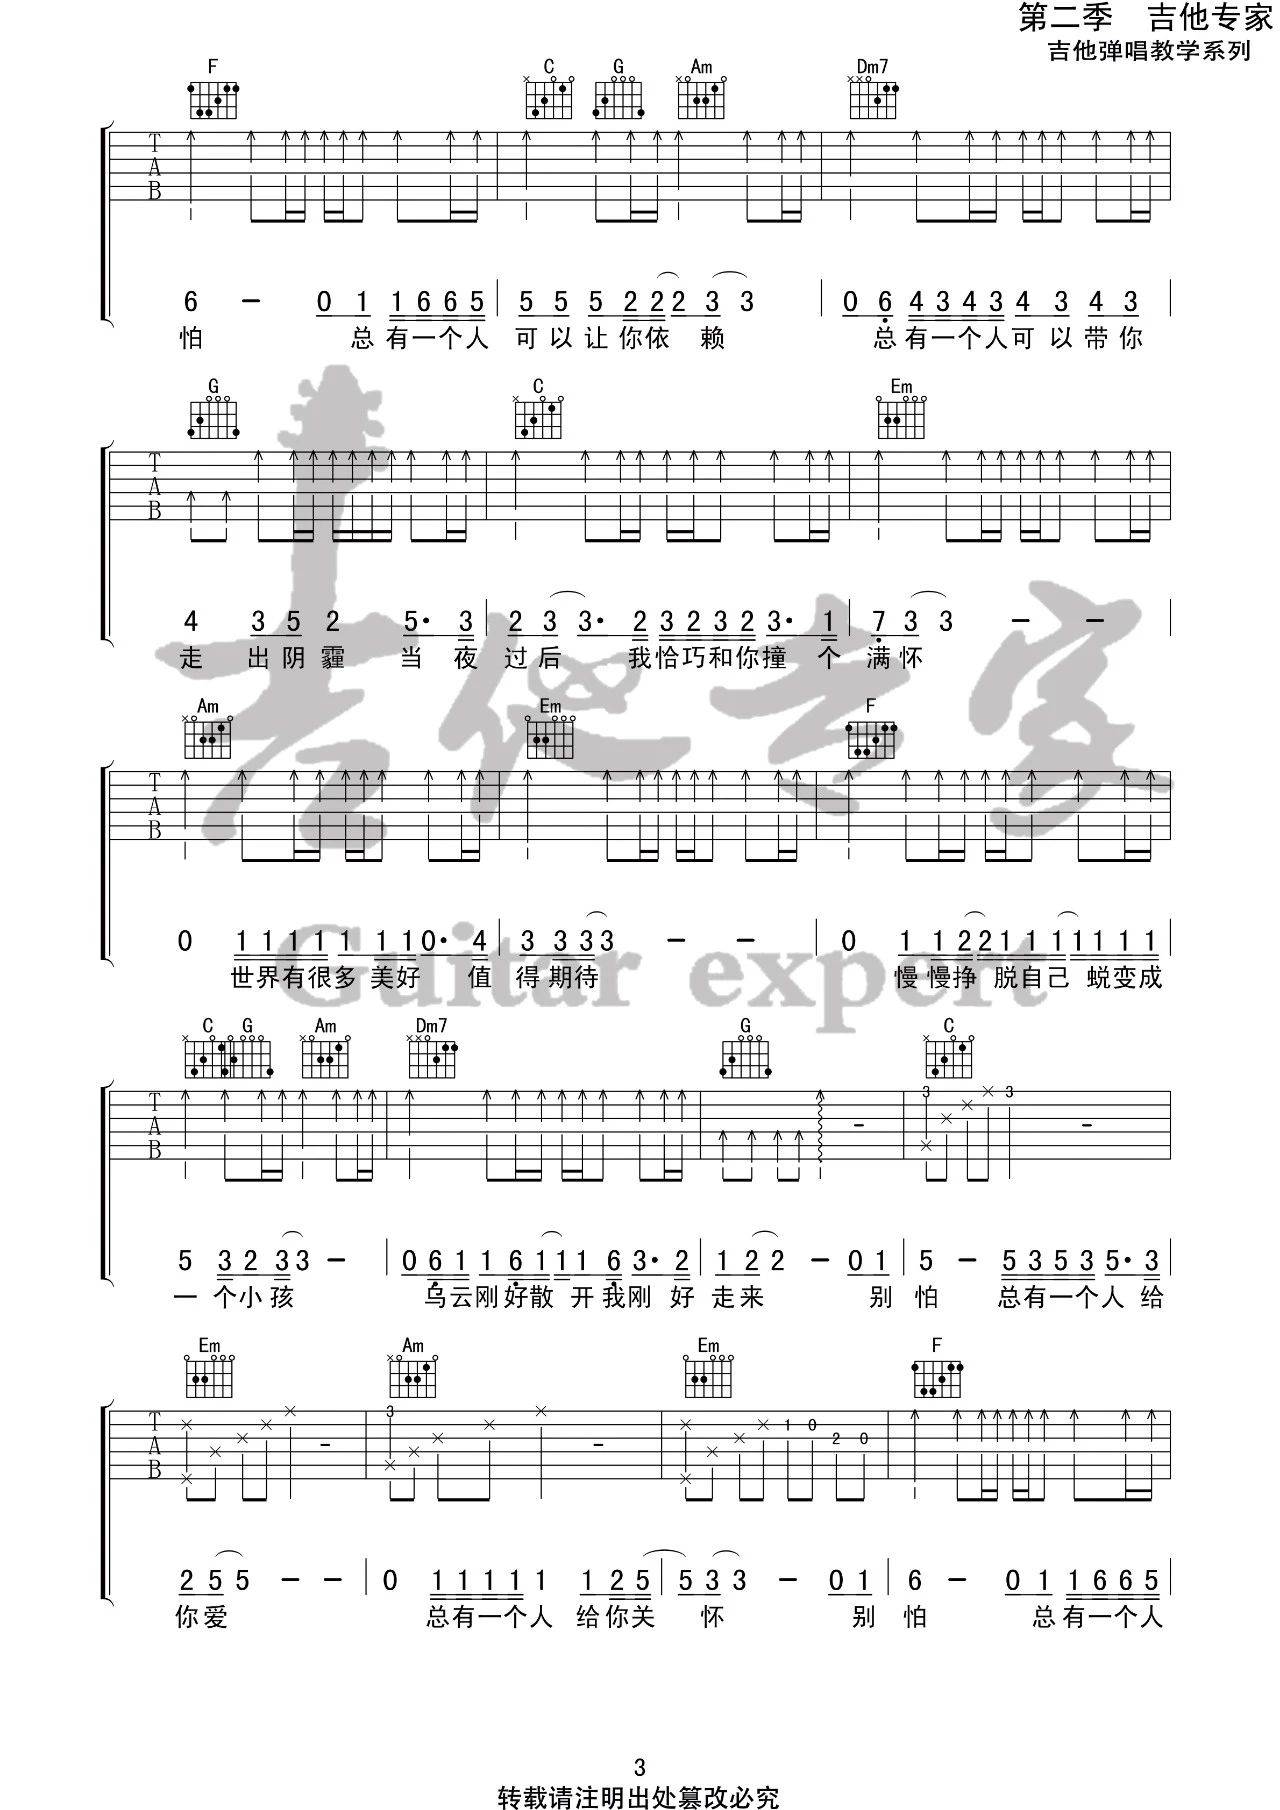 第二季 吉他专家
吉他弹唱教学系列
F C G Am Dm7
6 - 0 1 1 6 6 5 5 5 5 2 2 2 3 3 0 6 4 3 4 3 4 3 4 3
怕 总有一个人 可以让你依 赖 总有一个人可以带你
G C Em
4 3 5 2 5· 3 2 3 3· 2 3 2 3 2 3· 1 7 3 3 - -
走 出阴霾 当 夜 过后 我恰巧和你撞 个 满怀
Am Em F
0 1 1 1 1 1 1 1 0· 4 3 3 3 3 - - 0 1 1 2 2 1 1 1 1 1 1 1
世界有很多 美好 值 得期待 慢慢挣 脱自己 蜕变成
Guitar expert
C G Am Dm7 G C
5 3 2 3 3 - 0 6 1 1 6 1 1 1 6 3· 2 1 2 2 - 0 1 5 - 5 3 5 3 5· 3
一 个小孩 乌云刚好散 开我刚 好 走来 别 怕 总有一个人 给
Em Am Em F
2 5 5 - - 0 1 1 1 1 1 1 2 5 5 3 3 - 0 1 6 - 0 1 1 6 6 5
你爱 总有一个人 给你关 怀 别 怕 总有一个人
3
转载请注明出处篡改必究